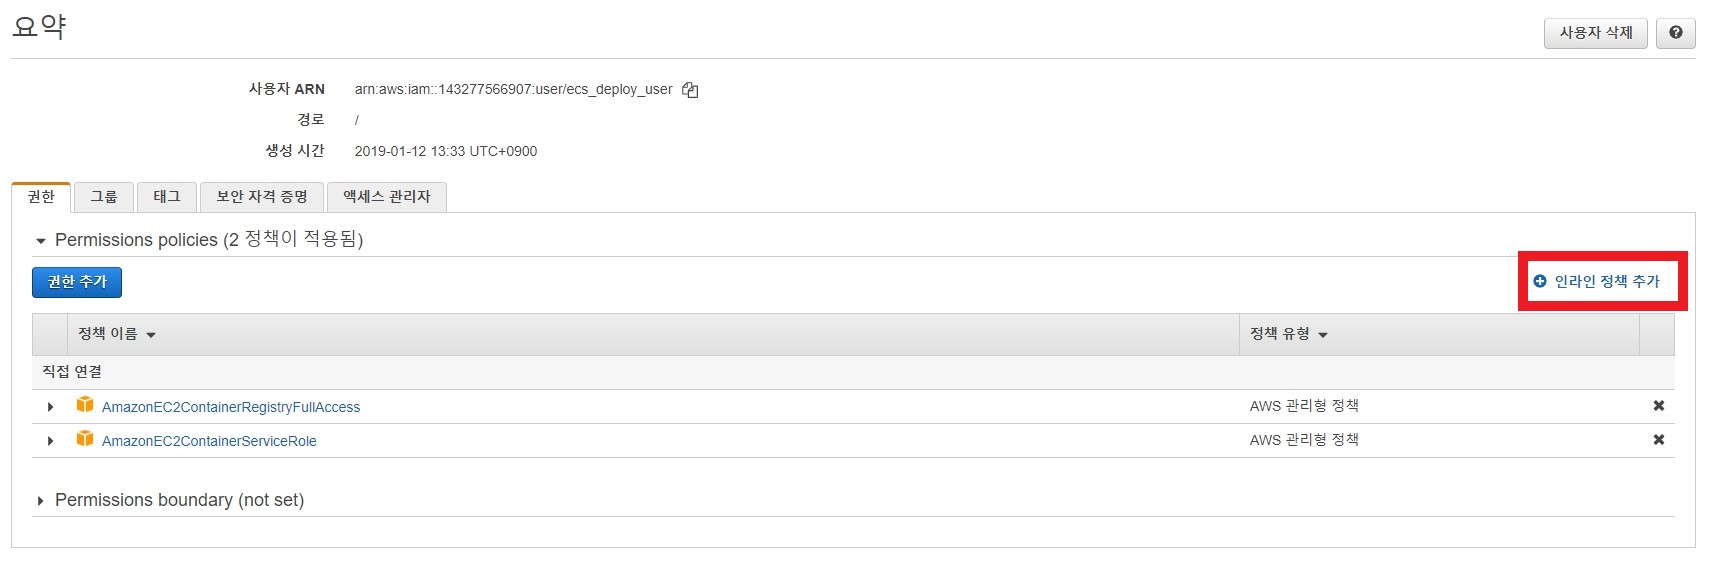 요약
사용자 삭제
사용자 ARN arn:aws:iam::143277566907:user/ecs_deploy_user
경로 /
생성 시간 2019-01-12 13:33 UTC+0900
권한 그룹 태그 보안 자격 증명 액세스 관리자
Permissions policies (2 정책이 적용됨)
권한 추가 인라인 정책 추가
정책 이름 정책 유형
직접 연결
AmazonEC2ContainerRegistryFullAccess AWS 관리형 정책
AmazonEC2ContainerServiceRole AWS 관리형 정책
Permissions boundary (not set)